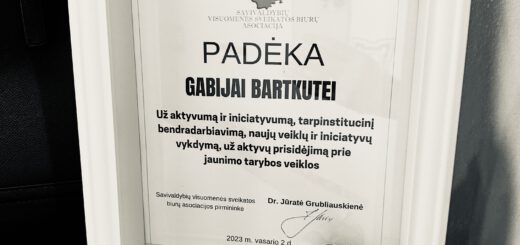 SAVIVALDYBIŲ
VISUOMENĖS SVEIKATOS BIURŲ
ASOCIACIJA
PADĖKA
GABIJAI BARTKUTEI
Už aktyvumą ir iniciatyvumą, tarpinstitucinį
bendradarbiavimą, naujų veiklų ir iniciatyvų
vykdymą, už aktyvų prisidėjimą prie
jaunimo tarybos veiklos
Savivaldybių visuomenės sveikatos
biurų asociacijos pirmininkė
Dr. Jūratė Grubliauskienė
2023 m. vasario 2 d.